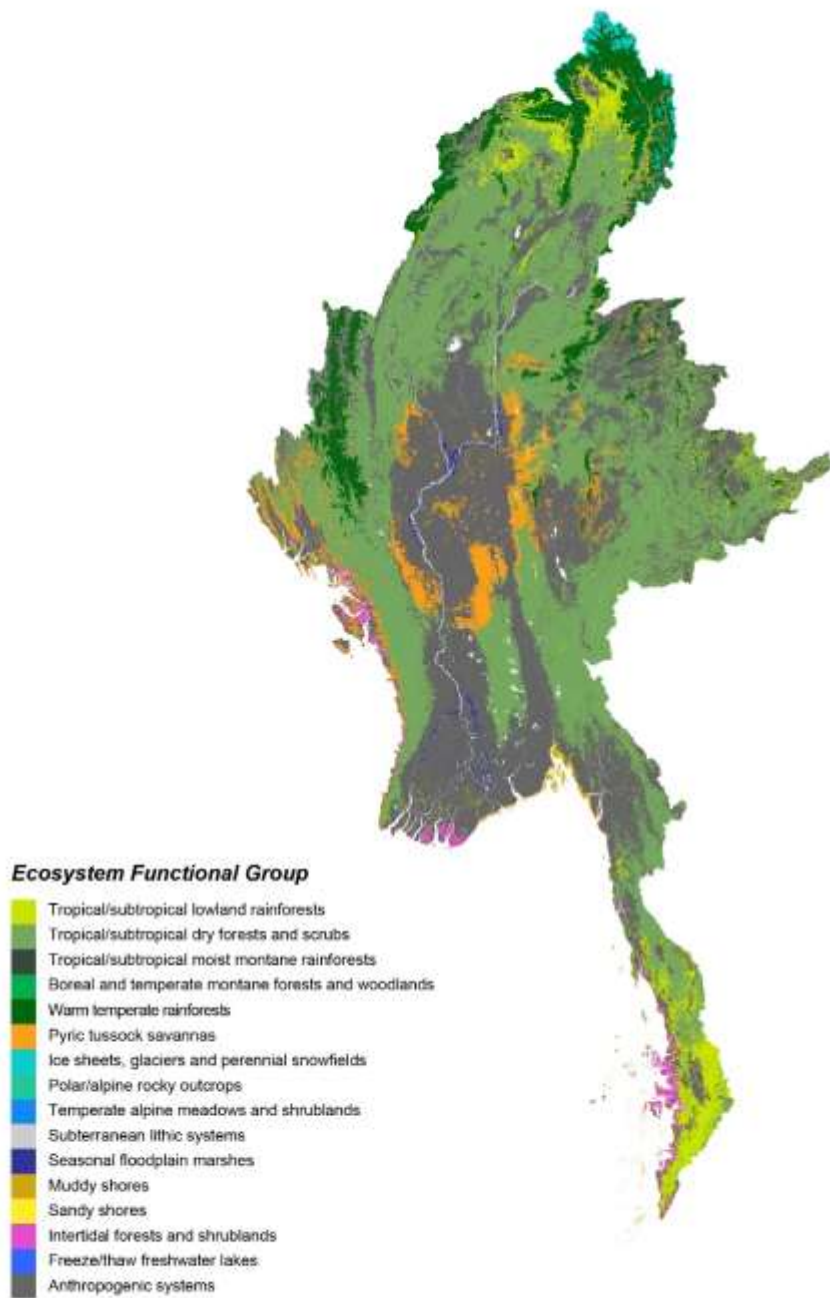 Ecosystem Functional Group
Tropical/subtropical lowland rainforests
Tropical/subtropical dry forests and scrubs
Tropical/subtropical moist montane rainforests
Boreal and temperate montane forests and woodlands
Warm temperate rainforests
Pyric tussock savannas
Ice sheets, glaciers and perennial snowfields
Polar/alpine rocky outcrops
Temperate alpine meadows and shrublands
Subterranean lithic systems
Seasonal floodplain marshes
Muddy shores
Sandy shores
Intertidal forests and shrublands
Freeze/thaw freshwater lakes
Anthropogenic systems